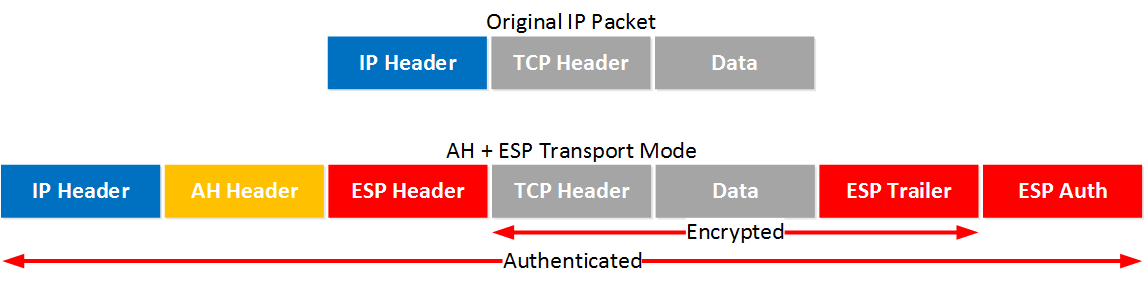 Original IP Packet
IP Header TCP Header Data
AH + ESP Transport Mode
IP Header AH Header ESP Header TCP Header Data ESP Trailer ESP Auth
Encrypted
Authenticated